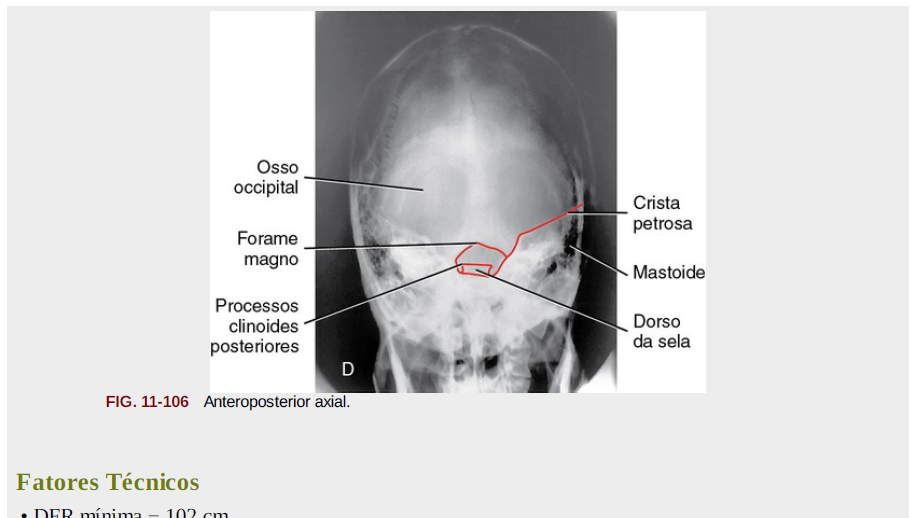 Osso
occipital
Forame
magno
Processos
clinoides
posteriores
Crista
petrosa
Mastoide
Dorso
da sela
D
FIG. 11-106 Anteroposterior axial.
Fatores Técnicos
• DFR mínima = 102 cm